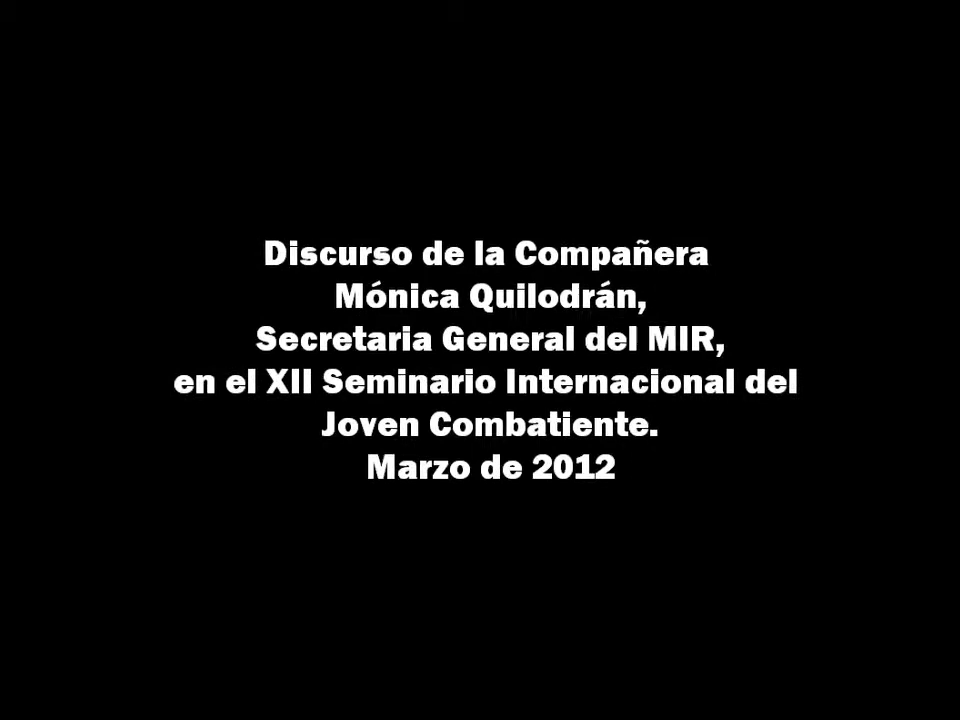 Discurso de la Compañera
Mónica Quilodrán,
Secretaria General del MIR,
en el XII Seminario Internacional del
Joven Combatiente.
Marzo de 2012